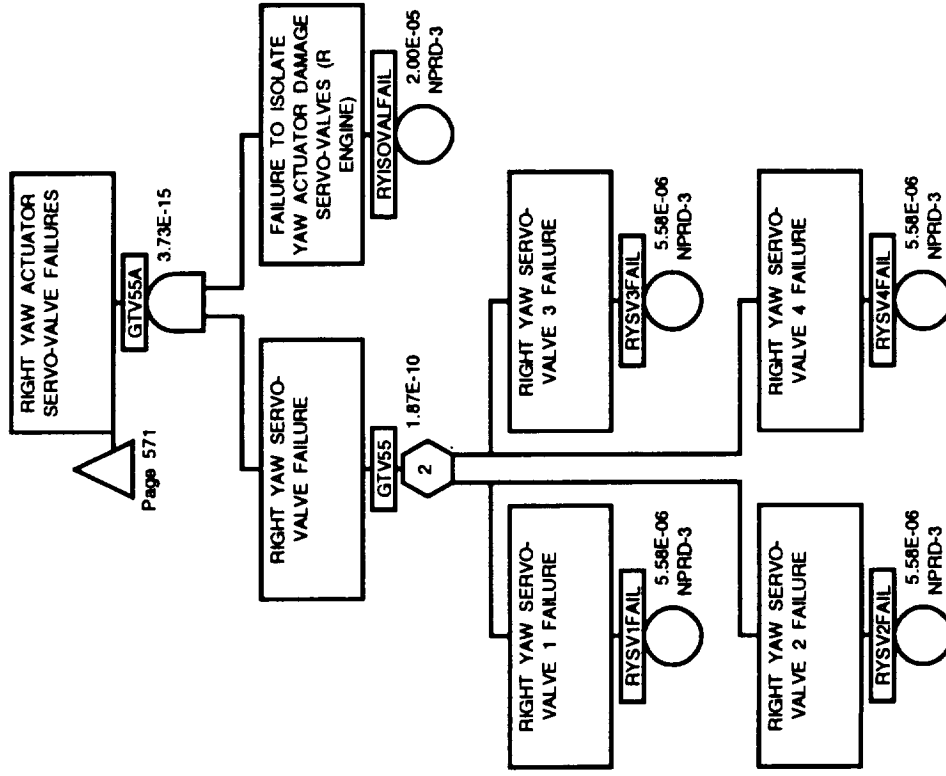 RIGHT YAW ACTUATOR
SERVO-VALVE FAILURES
GTV55A
3.73E-15
Page 571
RIGHT YAW SERVO-
VALVE FAILURE
GTV55
1.87E-10
2
FAILURE TO ISOLATE
YAW ACTUATOR DAMAGE
SERVO-VALVES (R
ENGINE)
RYISOVALFAIL
2.00E-05
NPRD-3
RIGHT YAW SERVO-
VALVE 1 FAILURE
RYSV1FAIL
5.58E-06
NPRD-3
RIGHT YAW SERVO-
VALVE 3 FAILURE
RYSV3FAIL
5.58E-06
NPRD-3
RIGHT YAW SERVO-
VALVE 2 FAILURE
RYSV2FAIL
5.58E-06
NPRD-3
RIGHT YAW SERVO-
VALVE 4 FAILURE
RYSV4FAIL
5.58E-06
NPRD-3